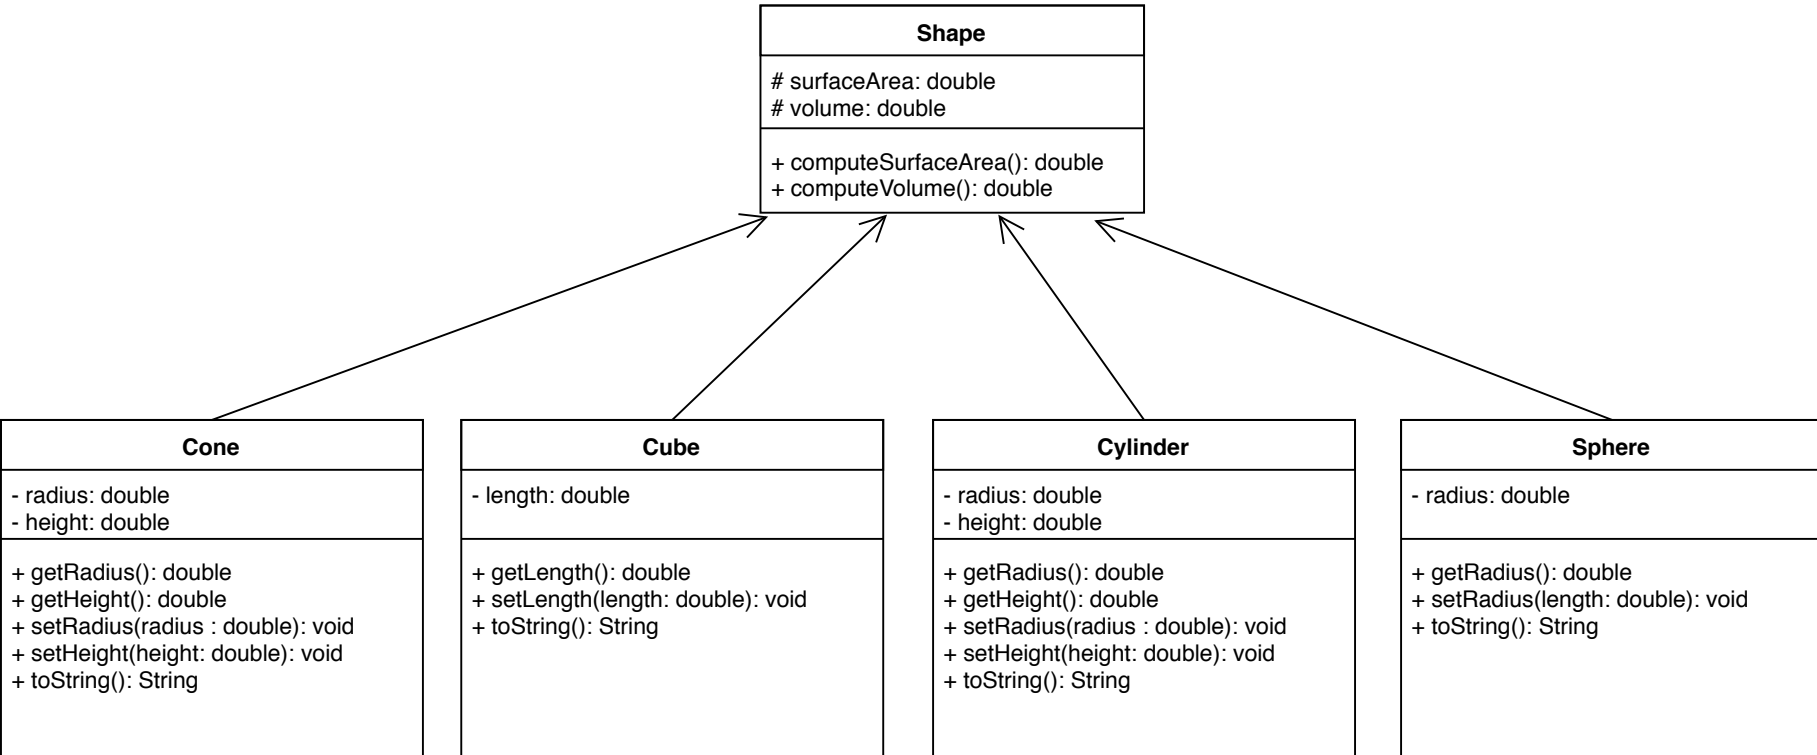 Shape
# surfaceArea: double
# volume: double
+ computeSurfaceArea(): double
+ computeVolume(): double
Cone
- radius: double
- height: double
+ getRadius(): double
+ getHeight(): double
+ setRadius(radius : double): void
+ setHeight(height: double): void
+ toString(): String
Cube
- length: double
+ getLength(): double
+ setLength(length: double): void
+ toString(): String
Cylinder
- radius: double
- height: double
+ getRadius(): double
+ getHeight(): double
+ setRadius(radius : double): void
+ setHeight(height: double): void
+ toString(): String
Sphere
- radius: double
+ getRadius(): double
+ setRadius(length: double): void
+ toString(): String